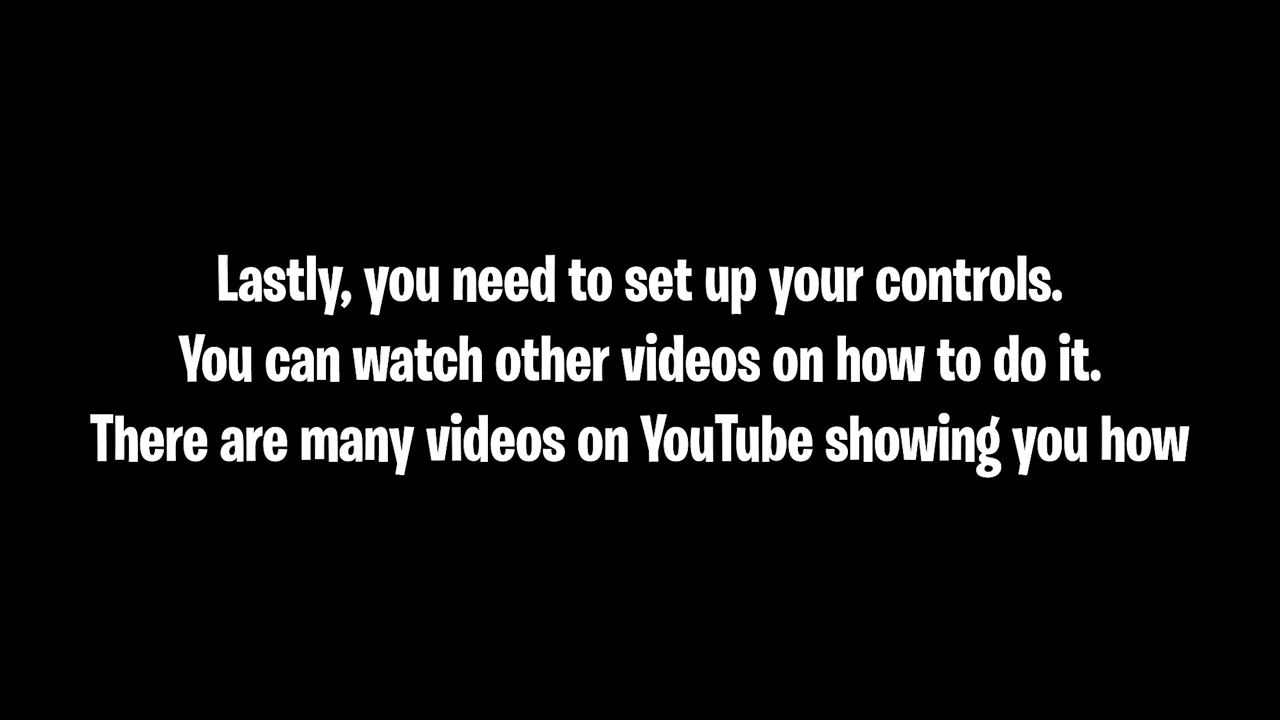 Lastly, you need to set up your controls.
You can watch other videos on how to do it.
There are many videos on YouTube showing you how